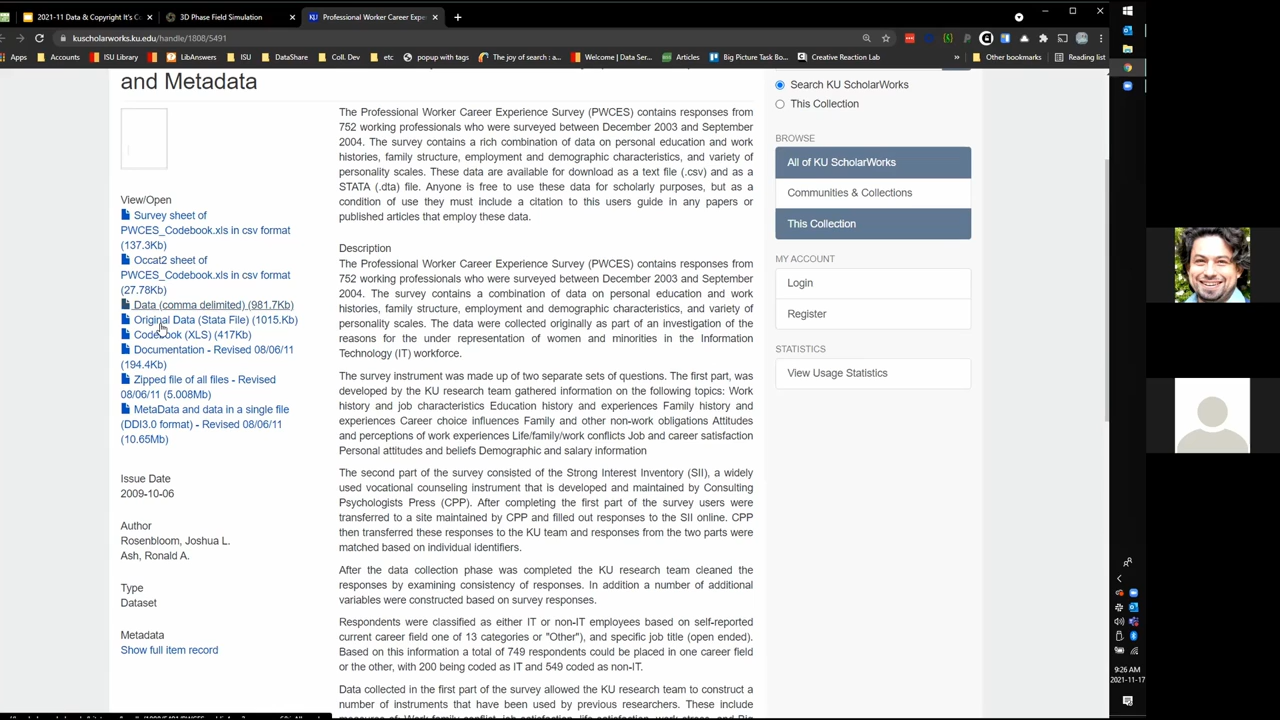 2021-11 Data & Copyright It's C
3D Phase Field Simulation
Professional Worker Career Expe
kuscholarworks.ku.edu/handle/1808/5491
Accounts
ISU Library
LibAnswers
ISU
DataShare
Coll. Dev.
etc
popup with tags
The joy of search : a...
Welcome | Data Ser...
Articles
Big Picture Task Bo...
Creative Reaction Lab
»
Other bookmarks
Reading list
and Metadata
View/Open
Survey sheet of
PWCES_Codebook.xls in csv format
(137.3Kb)
Occat2 sheet of
PWCES_Codebook.xls in csv format
(27.78Kb)
Data (comma delimited) (981.7Kb)
Original Data (Stata File) (1015.Kb)
Codebook (XLS) (417Kb)
Documentation - Revised 08/06/11
(194.4Kb)
Zipped file of all files - Revised
08/06/11 (5.008Mb)
MetaData and data in a single file
(DDI3.0 format) - Revised 08/06/11
(10.65Mb)
Issue Date
2009-10-06
Author
Rosenbloom, Joshua L.
Ash, Ronald A.
Type
Dataset
Metadata
Show full item record
The Professional Worker Career Experience Survey (PWCES) contains responses from
752 working professionals who were surveyed between December 2003 and September
2004. The survey contains a rich combination of data on personal education and work
histories, family structure, employment and demographic characteristics, and variety of
personality scales. These data are available for download as a text file (.csv) and as a
STATA (.dta) file. Anyone is free to use these data for scholarly purposes, but as a
condition of use they must include a citation to this users guide in any papers or
published articles that employ these data.
Description
The Professional Worker Career Experience Survey (PWCES) contains responses from
752 working professionals who were surveyed between December 2003 and September
2004. The survey contains a combination of data on personal education and work
histories, family structure, employment and demographic characteristics, and variety of
personality scales. The data were collected originally as part of an investigation of the
reasons for the under representation of women and minorities in the Information
Technology (IT) workforce.
The survey instrument was made up of two separate sets of questions. The first part, was
developed by the KU research team gathered information on the following topics: Work
history and job characteristics Education history and experiences Family history and
experiences Career choice influences Family and other non-work obligations Attitudes
and perceptions of work experiences Life/family/work conflicts Job and career satisfaction
Personal attitudes and beliefs Demographic and salary information
The second part of the survey consisted of the Strong Interest Inventory (SII), a widely
used vocational counseling instrument that is developed and maintained by Consulting
Psychologists Press (CPP). After completing the first part of the survey users were
transferred to a site maintained by CPP and filled out responses to the SII online. CPP
then transferred these responses to the KU team and responses from the two parts were
matched based on individual identifiers.
After the data collection phase was completed the KU research team cleaned the
responses by examining consistency of responses. In addition a number of additional
variables were constructed based on survey responses.
Respondents were classified as either IT or non-IT employees based on self-reported
current career field one of 13 categories or "Other"), and specific job title (open ended).
Based on this information a total of 749 respondents could be placed in one career field
or the other, with 200 being coded as IT and 549 coded as non-IT.
Data collected in the first part of the survey allowed the KU research team to construct a
number of instruments that have been used by previous researchers. These include
Search KU ScholarWorks
This Collection
BROWSE
All of KU ScholarWorks
Communities & Collections
This Collection
MY ACCOUNT
Login
Register
STATISTICS
View Usage Statistics
9:26 AM
2021-11-17